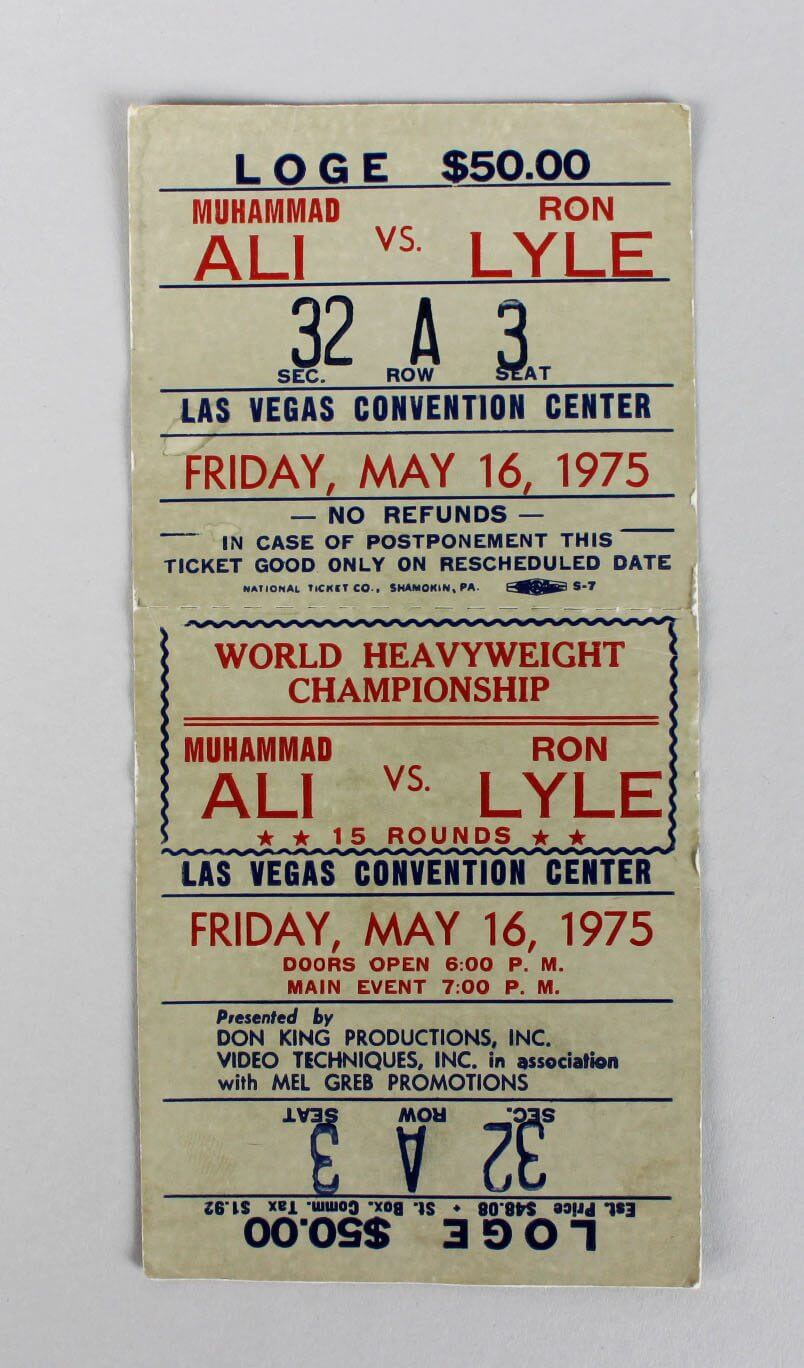 LOGE $50.00
MUHAMMAD ALI VS. RON LYLE
32 A 3
SEC. ROW SEAT
LAS VEGAS CONVENTION CENTER
FRIDAY, MAY 16, 1975
— NO REFUNDS —
IN CASE OF POSTPONEMENT THIS
TICKET GOOD ONLY ON RESCHEDULED DATE
NATIONAL TICKET CO., SHAMOKIN, PA. S-7
WORLD HEAVYWEIGHT
CHAMPIONSHIP
MUHAMMAD ALI VS. RON LYLE
★ ★ 15 ROUNDS ★ ★
LAS VEGAS CONVENTION CENTER
FRIDAY, MAY 16, 1975
DOORS OPEN 6:00 P. M.
MAIN EVENT 7:00 P. M.
Presented by
DON KING PRODUCTIONS, INC.
VIDEO TECHNIQUES, INC. in association
with MEL GREB PROMOTIONS
LOGE $50.00
Est. Price $48.08 • St. Box. Comm. Tax $1.92
32 A 3
SEC. ROW SEAT